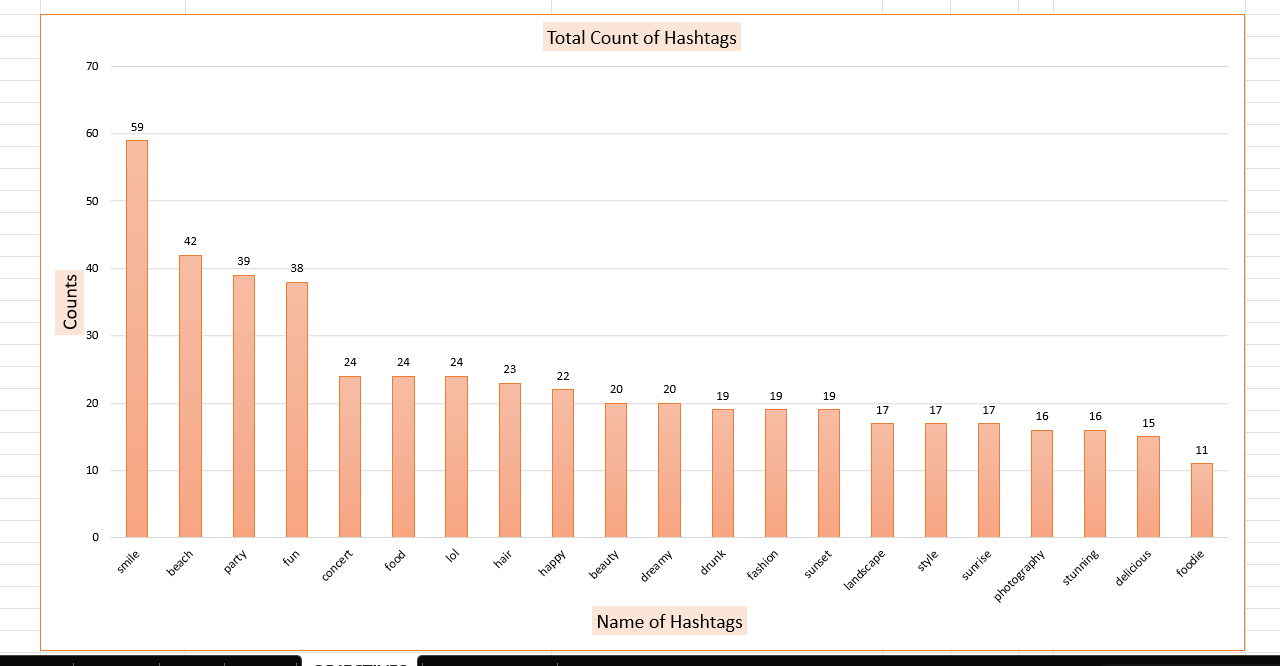 Total Count of Hashtags
70
60
50
40
30
20
10
0
Counts
59
42
39
38
24
24
24
23
22
20
20
19
19
19
17
17
17
16
16
15
11
smile
beach
party
fun
concert
food
lol
hair
happy
beauty
dreamy
drunk
fashion
sunset
landscape
style
sunrise
photography
stunning
delicious
foodie
Name of Hashtags